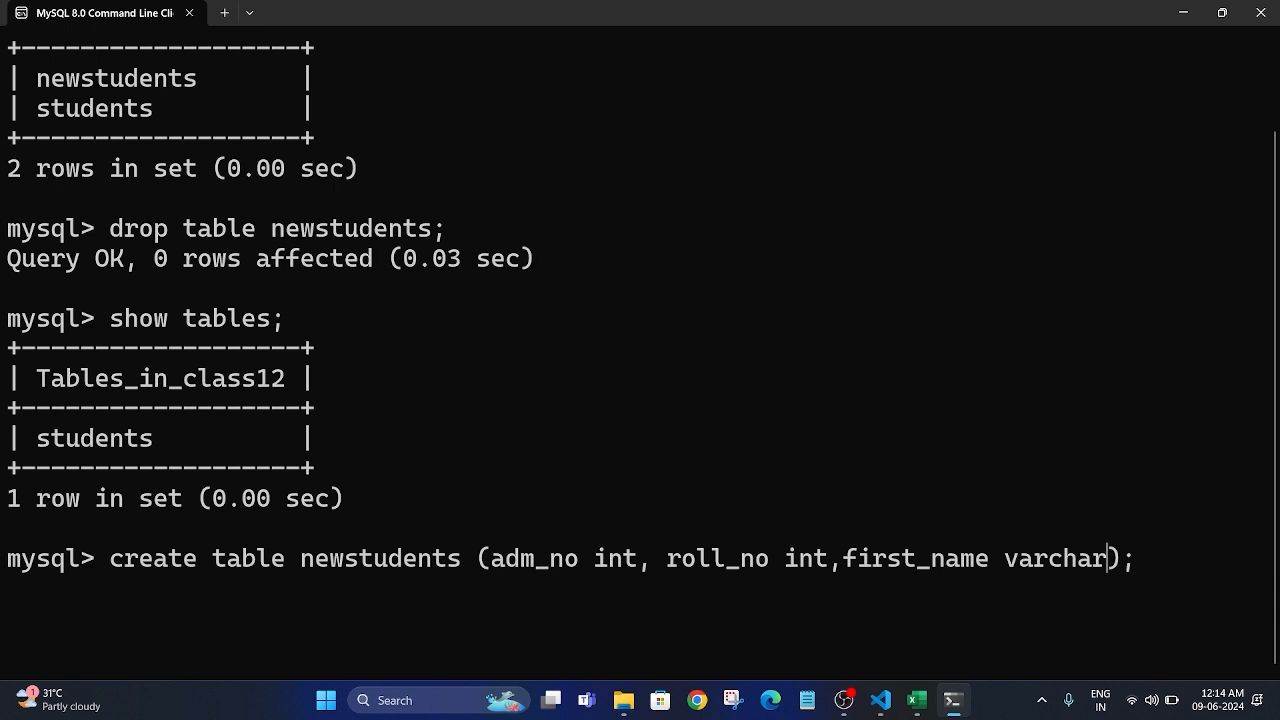 MySQL 8.0 Command Line Cli
+------------------+
| newstudents |
| students |
+------------------+
2 rows in set (0.00 sec)
mysql> drop table newstudents;
Query OK, 0 rows affected (0.03 sec)
mysql> show tables;
+------------------+
| Tables_in_class12 |
+------------------+
| students |
+------------------+
1 row in set (0.00 sec)
mysql> create table newstudents (adm_no int, roll_no int,first_name varchar);
1
31°C
Partly cloudy
Search
ENG
IN
12:14 AM
09-06-2024